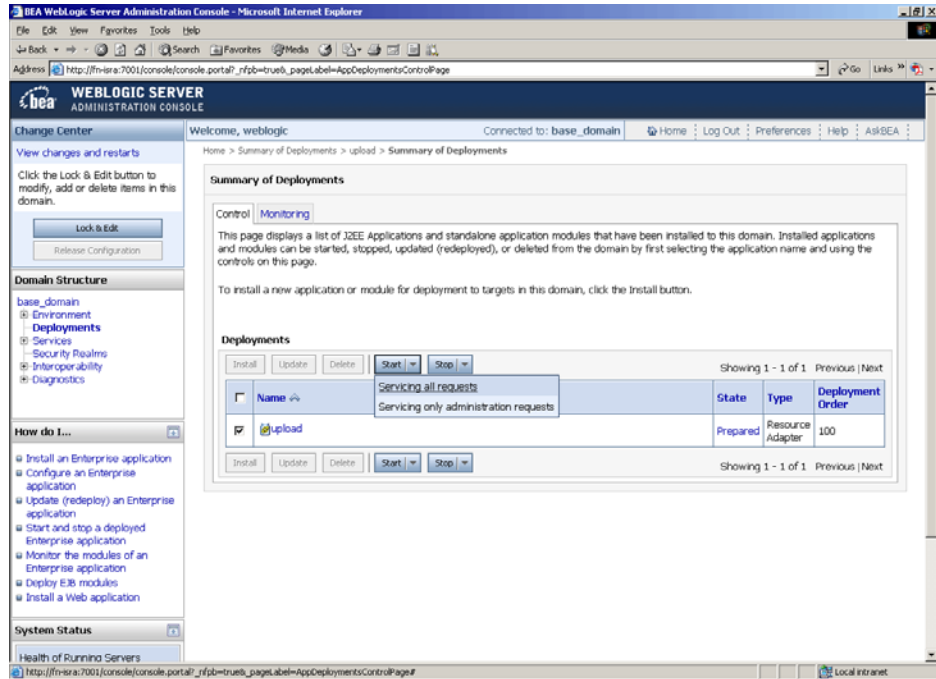 BEA WebLogic Server Administration Console - Microsoft Internet Explorer
File Edit View Favorites Tools Help
Back Search Favorites Media
Address http://fn-isra:7001/console/console.portal?_nfpb=true&_pageLabel=AppDeploymentsControlPage Go Links »
bea WEBLOGIC SERVER
ADMINISTRATION CONSOLE
Change Center
View changes and restarts
Click the Lock & Edit button to
modify, add or delete items in this
domain.
Lock & Edit
Release Configuration
Domain Structure
base_domain
Environment
Deployments
Services
Security Realms
Interoperability
Diagnostics
How do I...
Install an Enterprise application
Configure an Enterprise
application
Update (redeploy) an Enterprise
application
Start and stop a deployed
Enterprise application
Monitor the modules of an
Enterprise application
Deploy EJB modules
Install a Web application
System Status
Health of Running Servers
Welcome, weblogic Connected to: base_domain Home Log Out Preferences Help AskBEA
Home > Summary of Deployments > upload > Summary of Deployments
Summary of Deployments
Control Monitoring
This page displays a list of J2EE Applications and standalone application modules that have been installed to this domain. Installed applications
and modules can be started, stopped, updated (redeployed), or deleted from the domain by first selecting the application name and using the
controls on this page.
To install a new application or module for deployment to targets in this domain, click the Install button.
Deployments
Install Update Delete Start Stop Showing 1 - 1 of 1 Previous | Next
Servicing all requests
Servicing only administration requests
Name State Type Deployment
Order
upload Prepared Resource
Adapter 100
Install Update Delete Start Stop Showing 1 - 1 of 1 Previous | Next
http://fn-isra:7001/console/console.portal?_nfpb=true&_pageLabel=AppDeploymentsControlPage# Local intranet